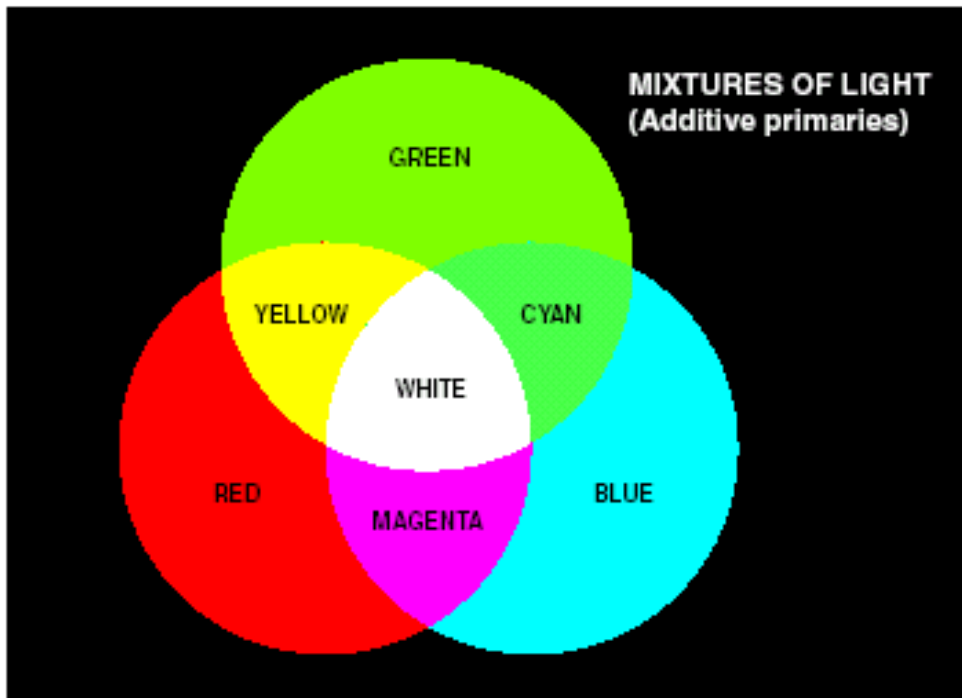 MIXTURES OF LIGHT
(Additive primaries)
GREEN
YELLOW
CYAN
WHITE
RED
BLUE
MAGENTA